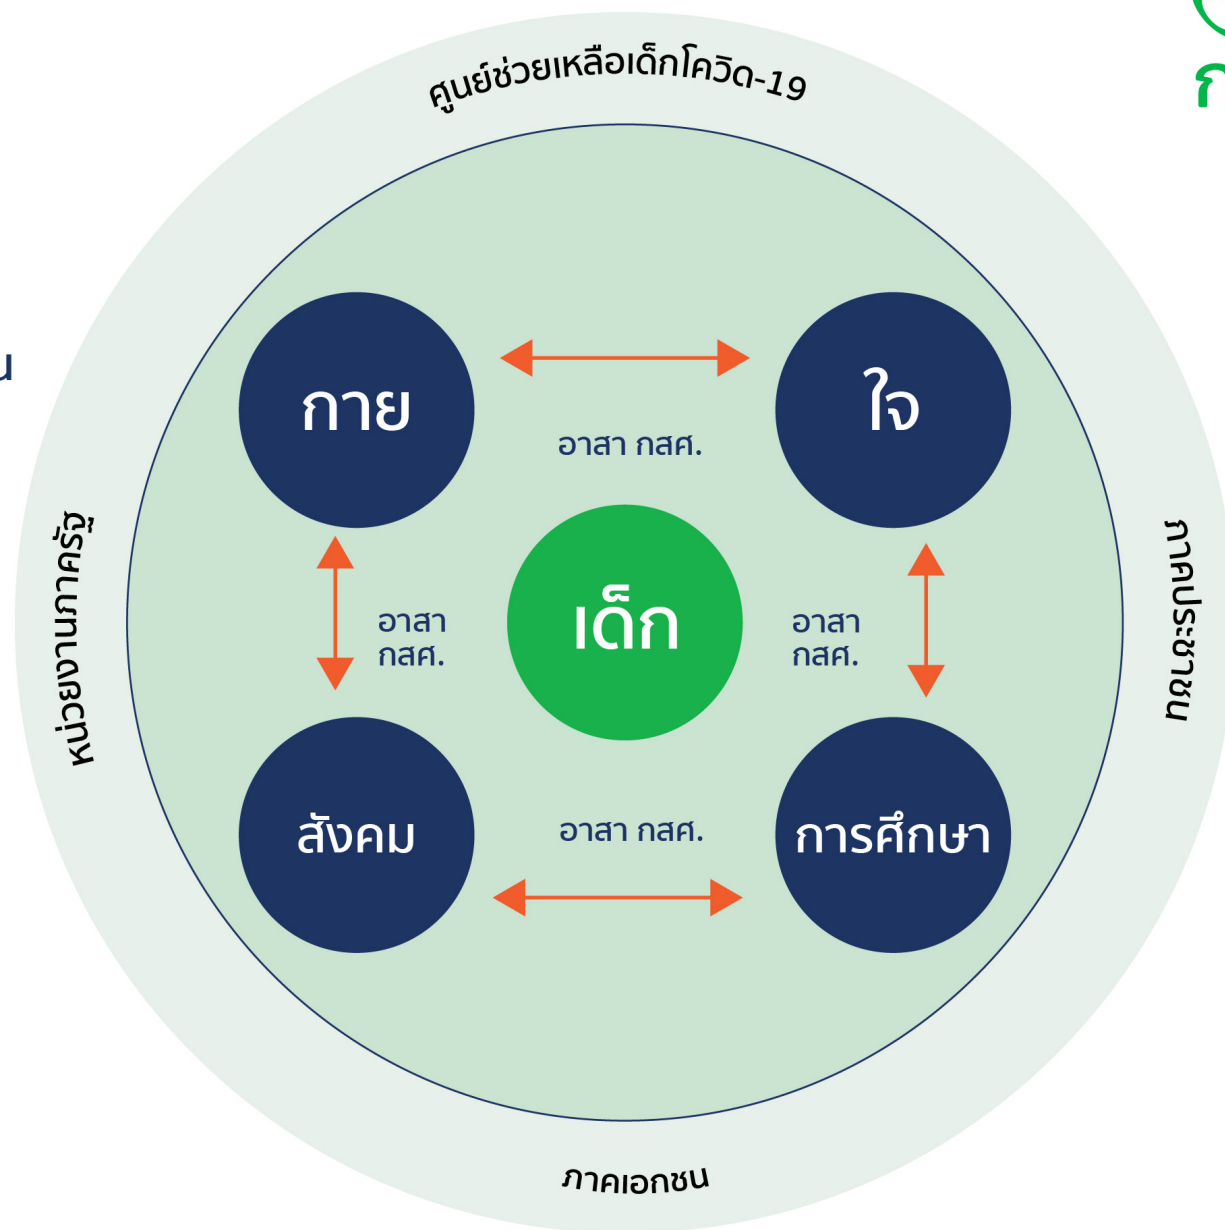 ศูนย์ช่วยเหลือเด็กโควิด-19
กาย
ใจ
อาสา กสศ.
หน่วยงานภาครัฐ
ภาคประชาชน
อาสา
กสศ.
เด็ก
อาสา
กสศ.
สังคม
อาสา กสศ.
การศึกษา
ภาคเอกชน